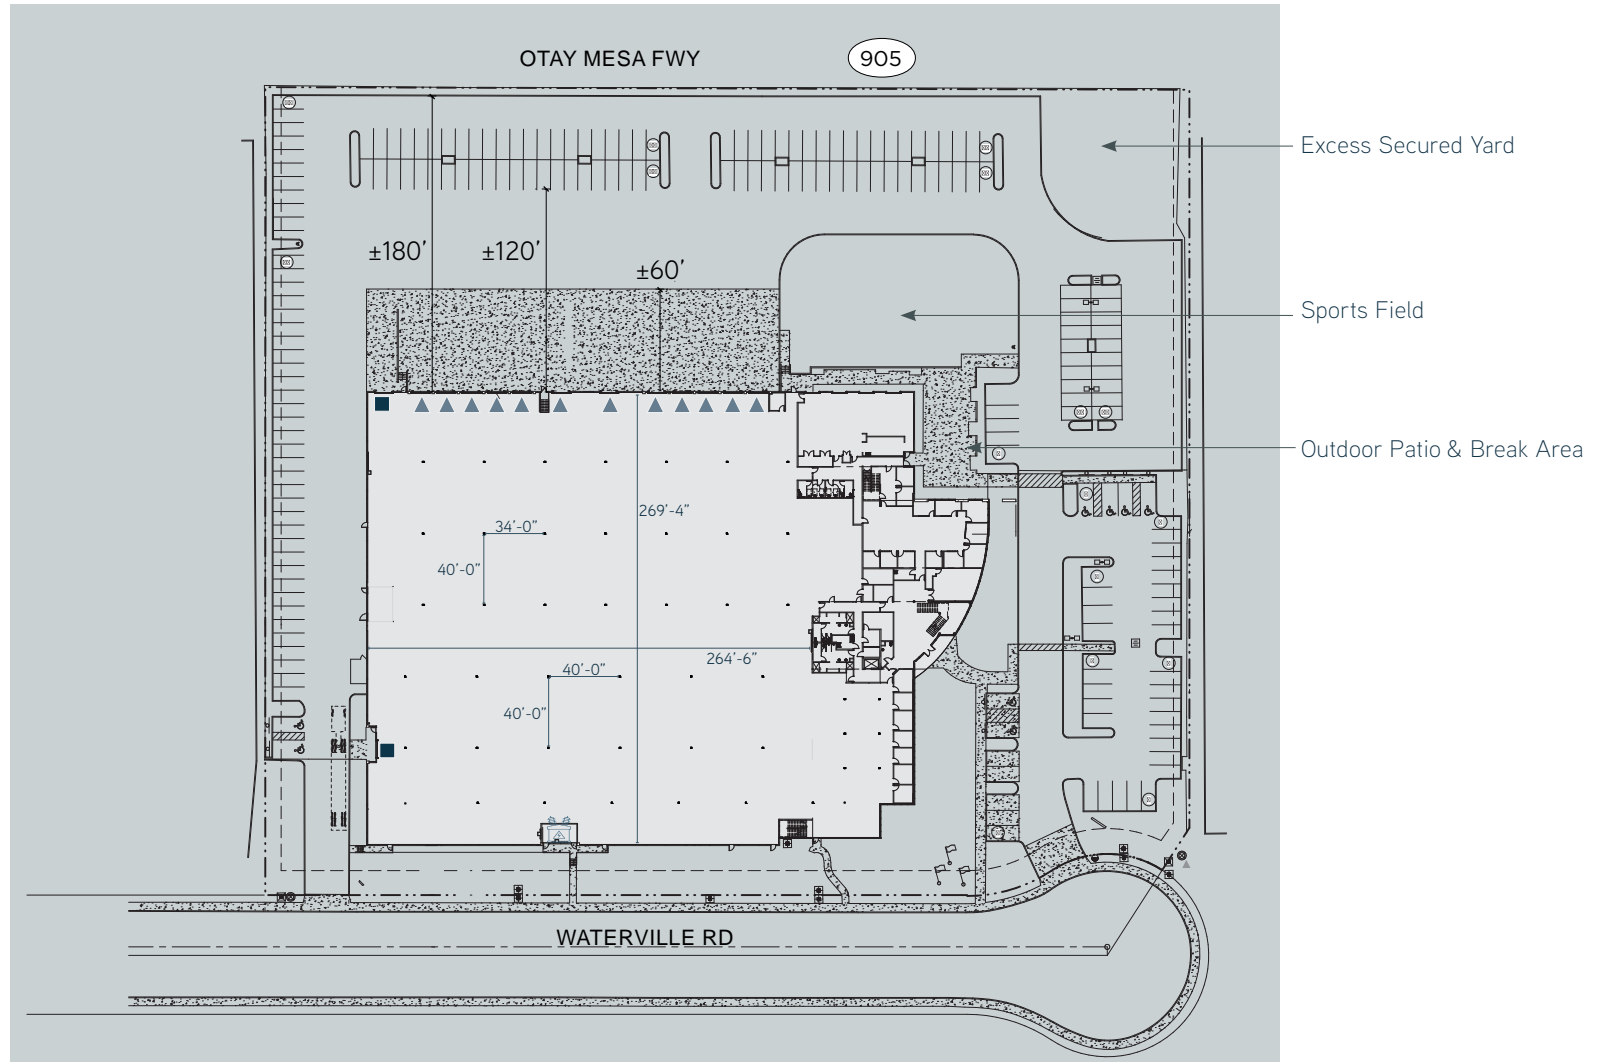 OTAY MESA FWY 905
Excess Secured Yard
±180’ ±120’ ±60’
Sports Field
Outdoor Patio & Break Area
269’-4”
34’-0”
40’-0”
264’-6”
40’-0”
40’-0”
WATERVILLE RD